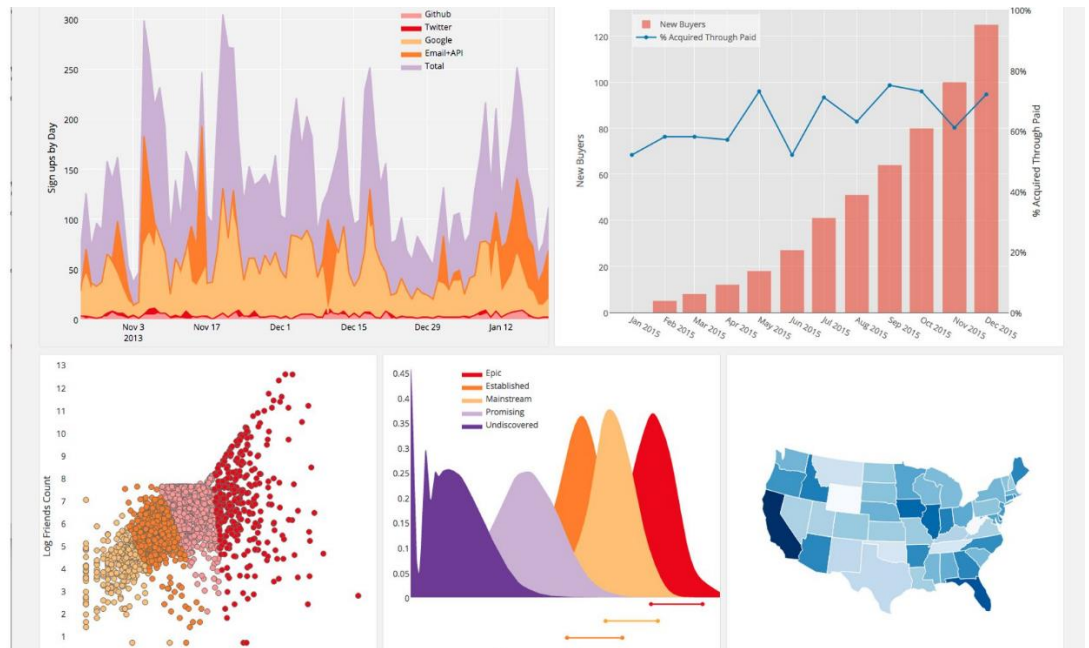 Sign ups by Day
300
250
200
150
100
50
0
Github
Twitter
Google
Email+API
Total
Nov 3
2013
Nov 17
Dec 1
Dec 15
Dec 29
Jan 12
New Buyers
% Acquired Through Paid
New Buyers
120
100
80
60
40
20
0
100%
80%
60%
40%
20%
0%
% Acquired Through Paid
Jan 2015
Feb 2015
Mar 2015
Apr 2015
May 2015
Jun 2015
Jul 2015
Aug 2015
Sep 2015
Oct 2015
Nov 2015
Dec 2015
Log Friends Count
13
12
11
10
9
8
7
6
5
4
3
2
1
0.45
0.4
0.35
0.3
0.25
0.2
0.15
0.1
0.05
0
Epic
Established
Mainstream
Promising
Undiscovered